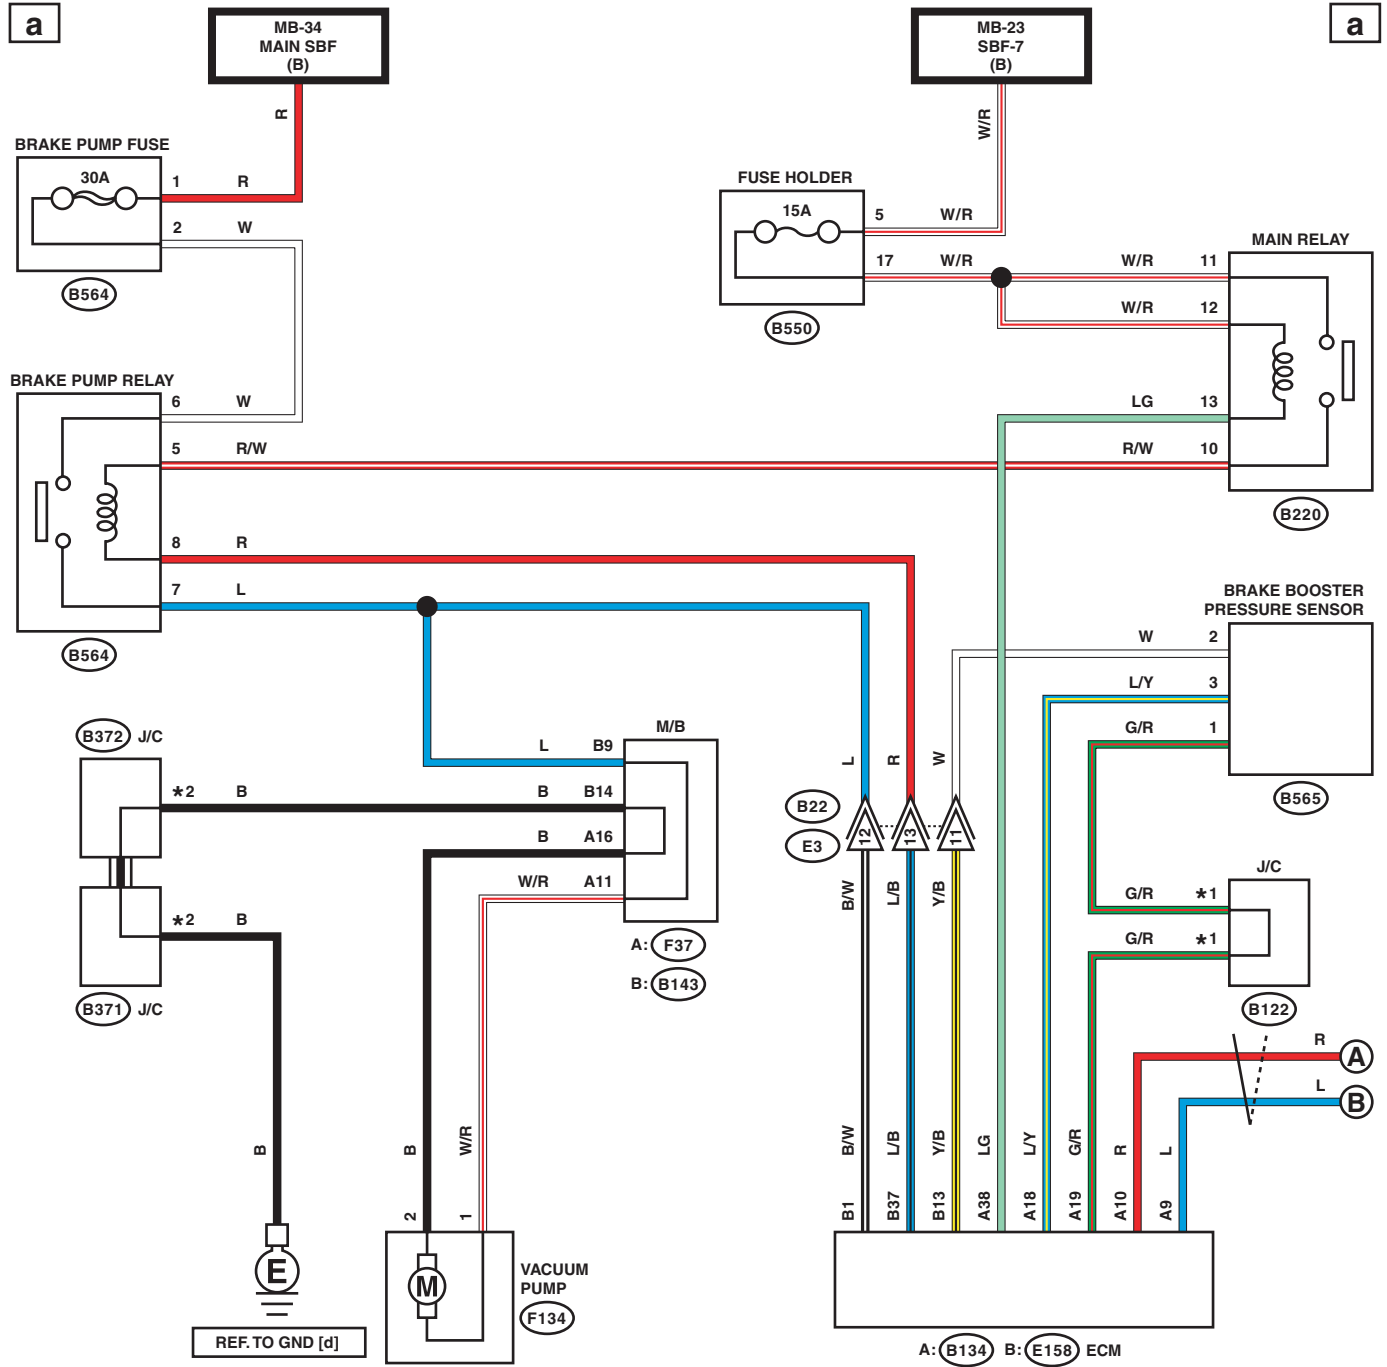 a
MB-34
MAIN SBF
(B)
MB-23
SBF-7
(B)
a
R
W/R
BRAKE PUMP FUSE
30A
1 R
2 W
B564
FUSE HOLDER
15A
5 W/R
17 W/R
B550
MAIN RELAY
W/R 11
W/R 12
LG 13
R/W 10
B220
BRAKE PUMP RELAY
6 W
5 R/W
8 R
7 L
B564
BRAKE BOOSTER
PRESSURE SENSOR
W 2
L/Y 3
G/R 1
B565
B372 J/C
*2 B
*2 B
B371 J/C
M/B
L B9
B B14
B A16
W/R A11
A: F37
B: B143
L
R
W
B22
E3
12
13
11
B/W
L/B
Y/B
J/C
G/R *1
G/R *1
B122
R
A
L
B
B
B
W/R
B/W
L/B
Y/B
LG
L/Y
G/R
R
L
2
1
B1
B37
B13
A38
A18
A19
A10
A9
E
REF. TO GND [d]
M
VACUUM
PUMP
F134
A: B134 B: E158 ECM